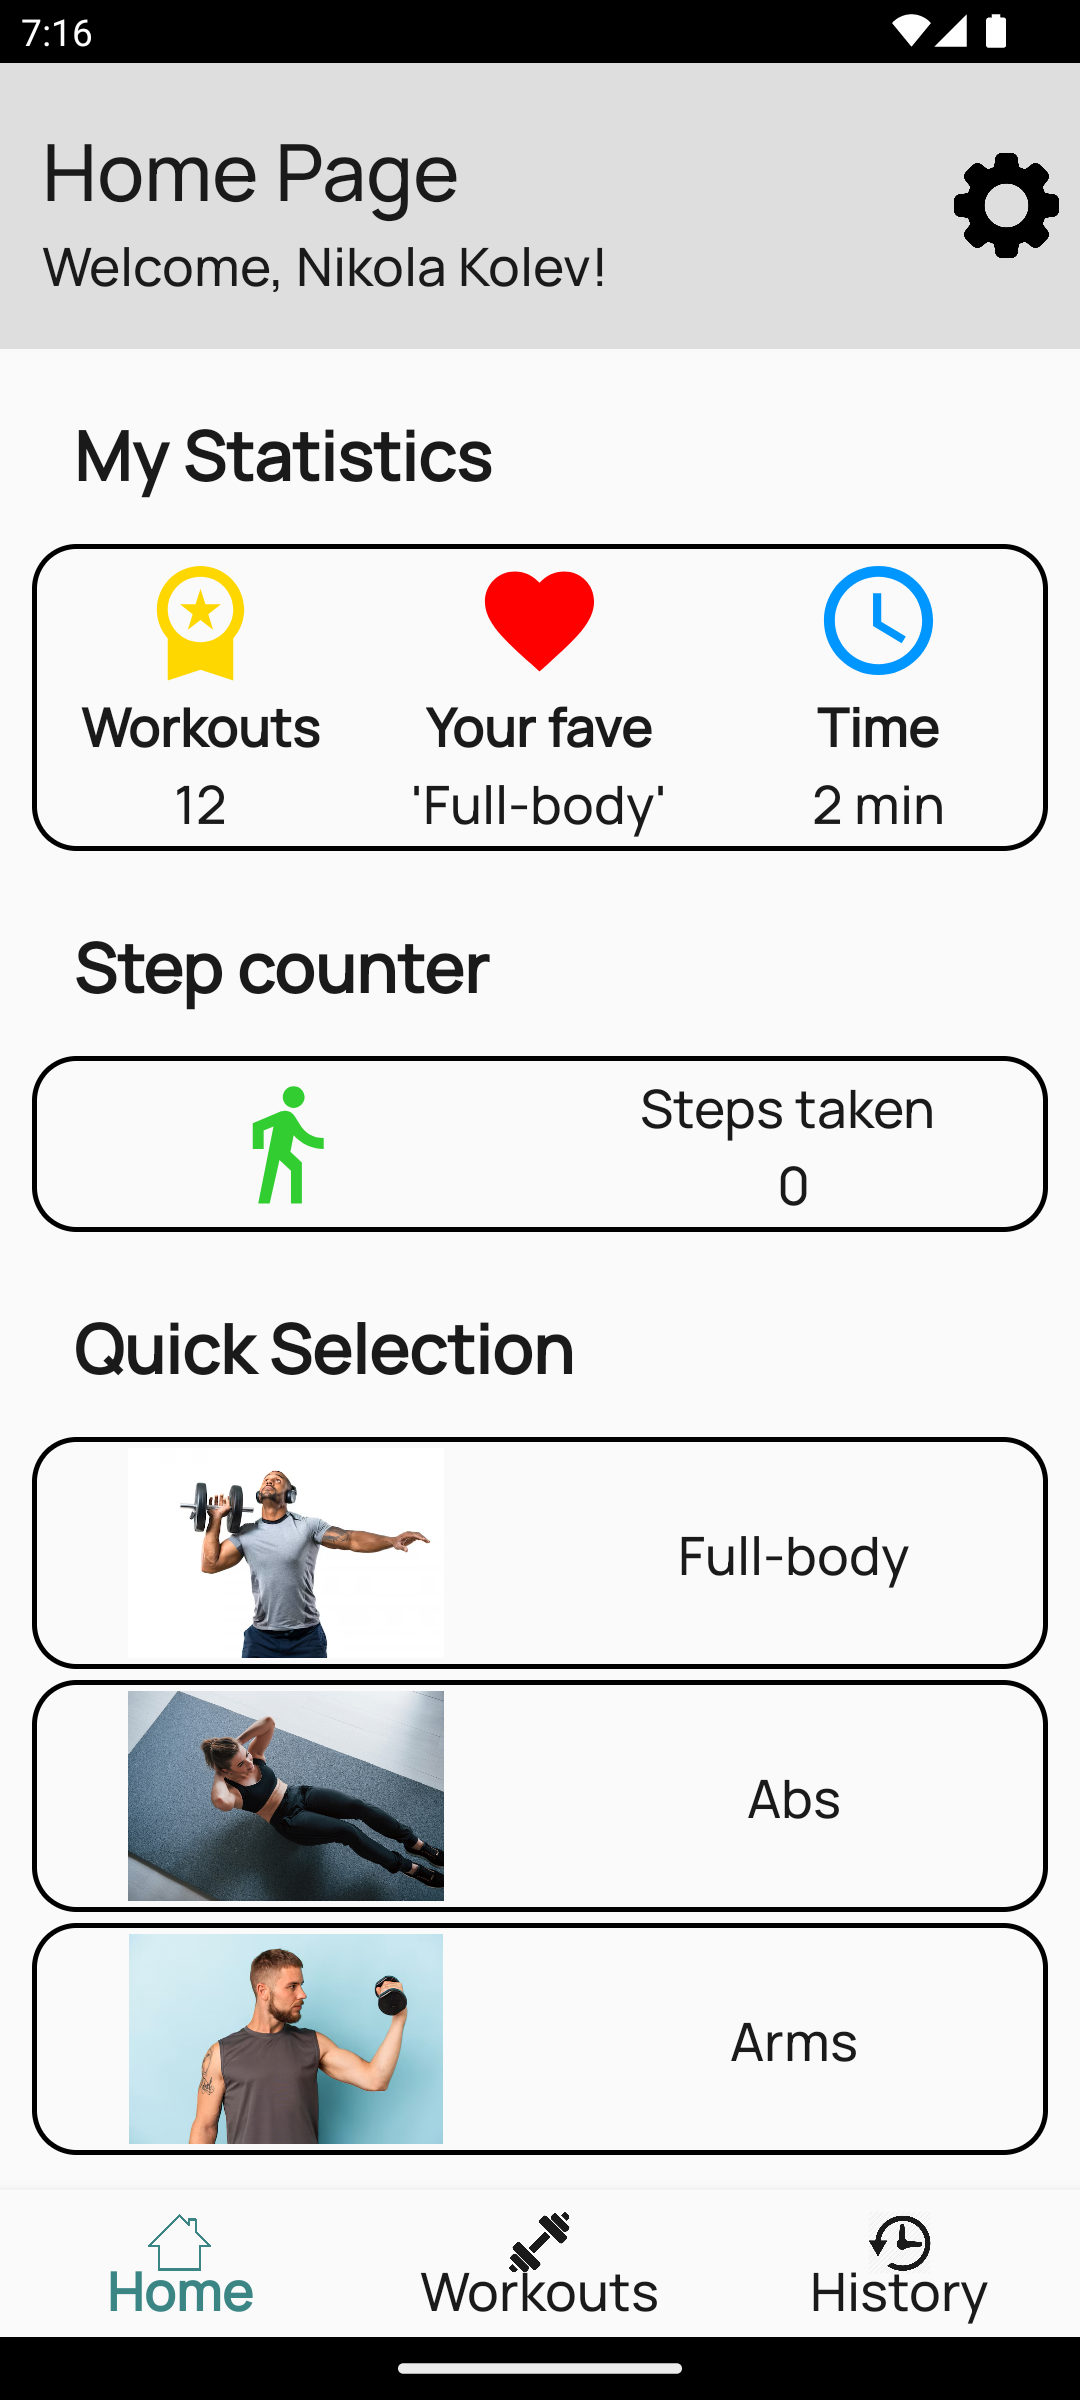 7:16
Home Page
Welcome, Nikola Kolev!
My Statistics
Workouts
Your fave
Time
12
'Full-body'
2 min
Step counter
Steps taken
0
Quick Selection
Full-body
Abs
Arms
Home
Workouts
History